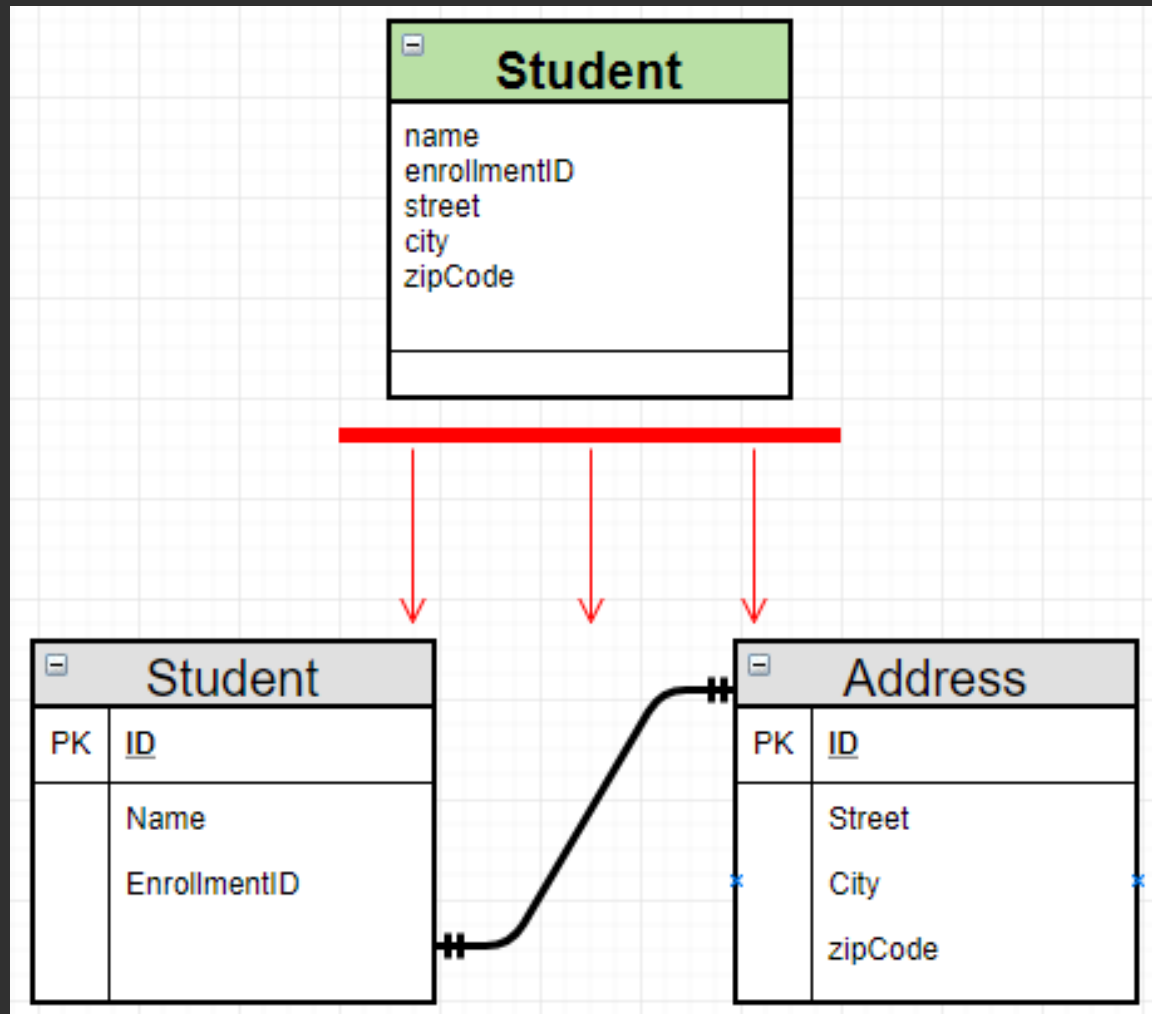 Student
name
enrollmentID
street
city
zipCode
Student
PK ID
Name
EnrollmentID
Address
PK ID
Street
City
zipCode